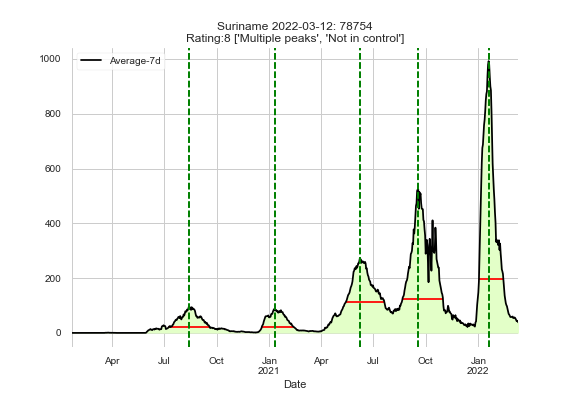 Suriname 2022-03-12: 78754
Rating:8 ['Multiple peaks', 'Not in control']
Average-7d
1000
800
600
400
200
0
Apr Jul Oct Jan Apr Jul Oct Jan
2021 2022
Date